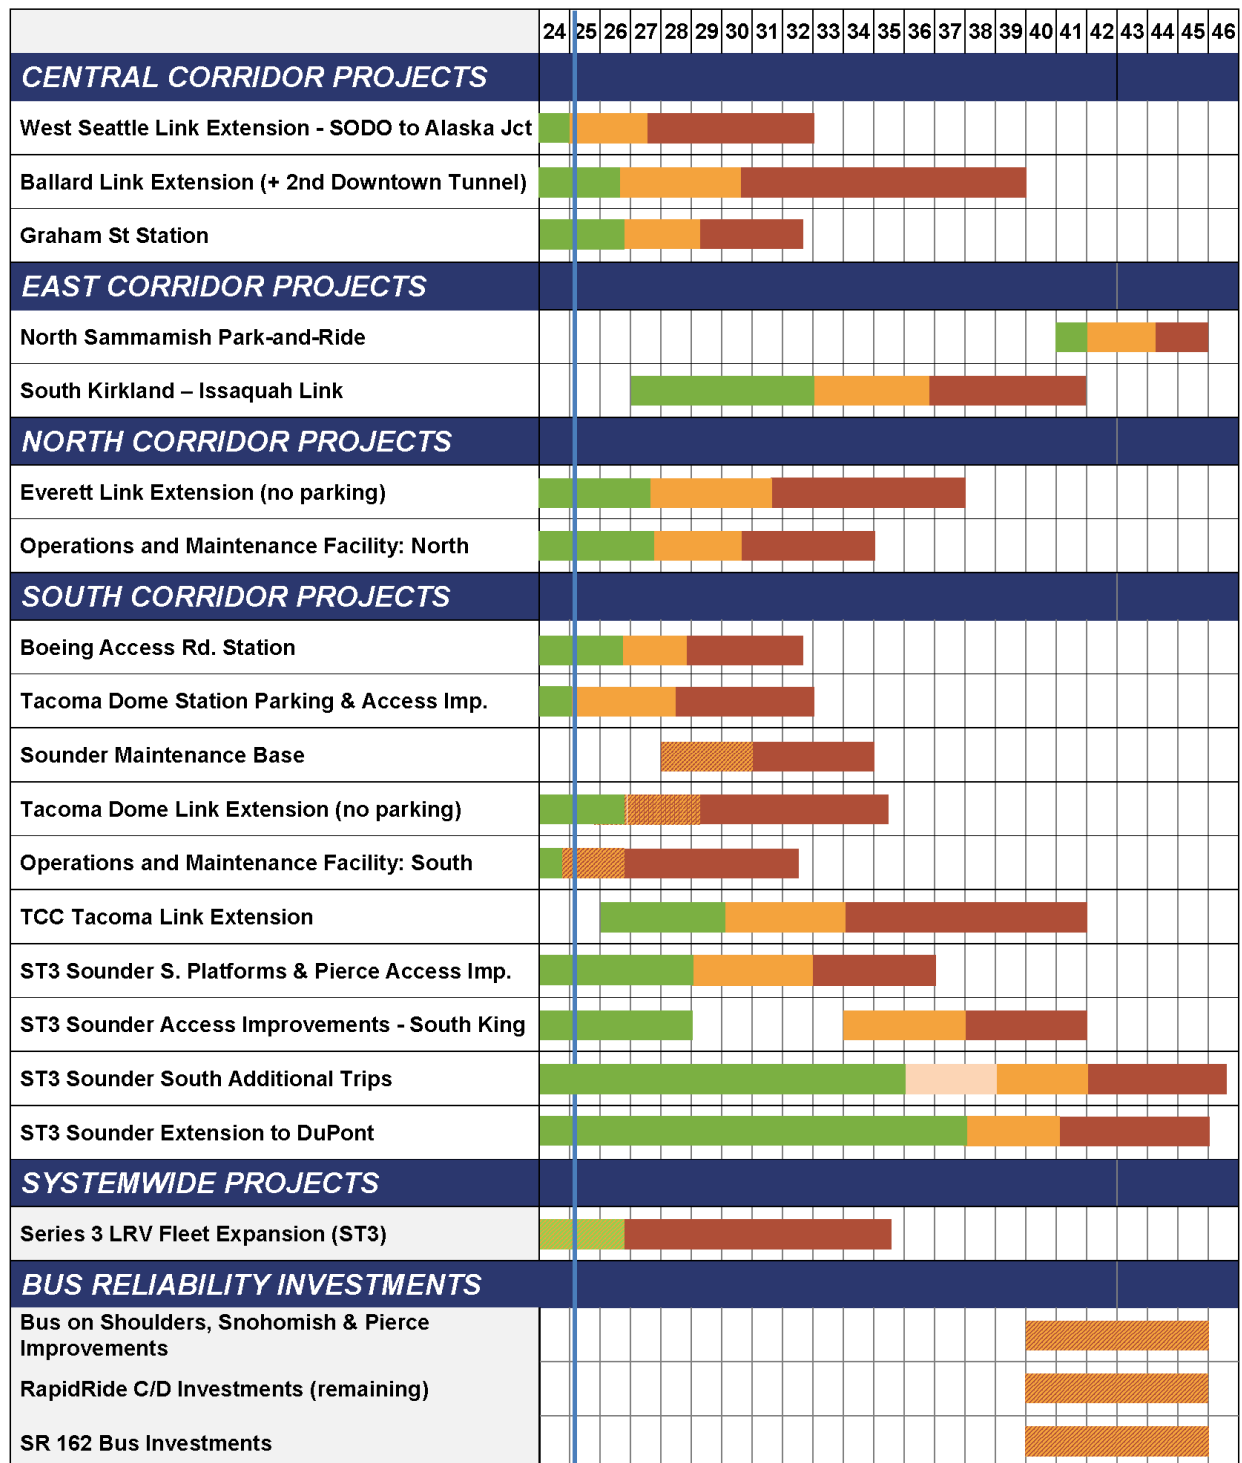 24 25 26 27 28 29 30 31 32 33 34 35 36 37 38 39 40 41 42 43 44 45 46
CENTRAL CORRIDOR PROJECTS
West Seattle Link Extension - SODO to Alaska Jct
Ballard Link Extension (+ 2nd Downtown Tunnel)
Graham St Station
EAST CORRIDOR PROJECTS
North Sammamish Park-and-Ride
South Kirkland – Issaquah Link
NORTH CORRIDOR PROJECTS
Everett Link Extension (no parking)
Operations and Maintenance Facility: North
SOUTH CORRIDOR PROJECTS
Boeing Access Rd. Station
Tacoma Dome Station Parking & Access Imp.
Sounder Maintenance Base
Tacoma Dome Link Extension (no parking)
Operations and Maintenance Facility: South
TCC Tacoma Link Extension
ST3 Sounder S. Platforms & Pierce Access Imp.
ST3 Sounder Access Improvements - South King
ST3 Sounder South Additional Trips
ST3 Sounder Extension to DuPont
SYSTEMWIDE PROJECTS
Series 3 LRV Fleet Expansion (ST3)
BUS RELIABILITY INVESTMENTS
Bus on Shoulders, Snohomish & Pierce
Improvements
RapidRide C/D Investments (remaining)
SR 162 Bus Investments